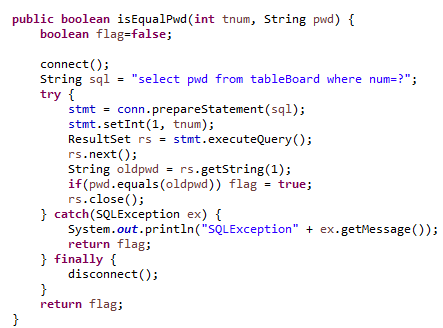 public boolean isEqualPwd(int tnum, String pwd) {
    boolean flag=false;

    connect();
    String sql = "select pwd from tableBoard where num=?";
    try {
        stmt = conn.prepareStatement(sql);
        stmt.setInt(1, tnum);
        ResultSet rs = stmt.executeQuery();
        rs.next();
        String oldpwd = rs.getString(1);
        if(pwd.equals(oldpwd)) flag = true;
        rs.close();
    } catch(SQLException ex) {
        System.out.println("SQLException" + ex.getMessage());
        return flag;
    } finally {
        disconnect();
    }
    return flag;
}